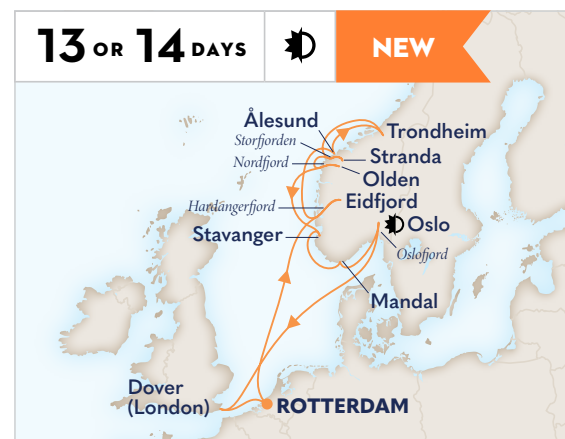 13 OR 14 DAYS
NEW
Ålesund
Storfjorden
Trondheim
Nordfjord
Stranda
Olden
Hardangerfjord
Eidfjord
Stavanger
Oslo
Oslofjord
Mandal
Dover
(London)
ROTTERDAM